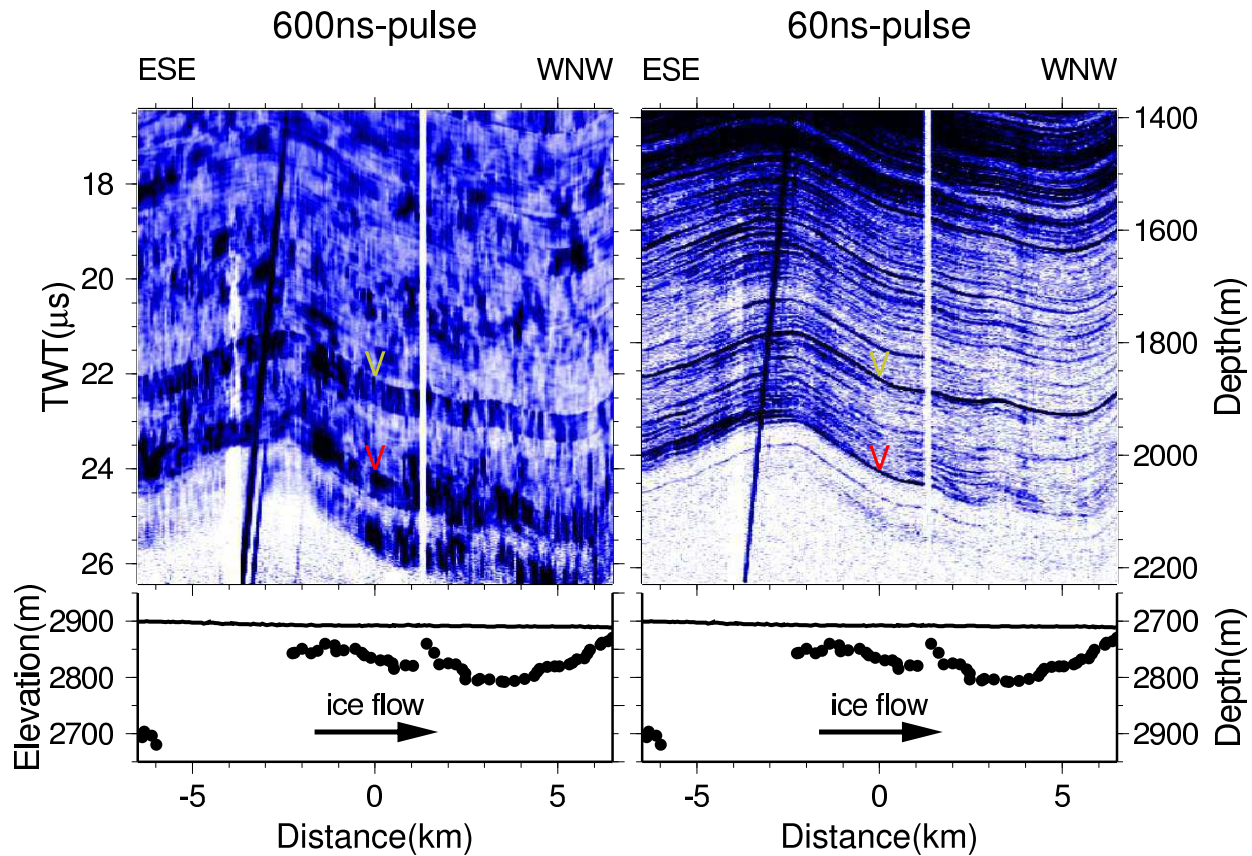 600ns-pulse 60ns-pulse
ESE WNW ESE WNW
18
20
22
24
26
TWT(μs)
V
V
V
V
1400
1600
1800
2000
2200
Depth(m)
2900
2800
2700
Elevation(m)
ice flow
ice flow
2700
2800
2900
Depth(m)
-5 0 5 -5 0 5
Distance(km) Distance(km)